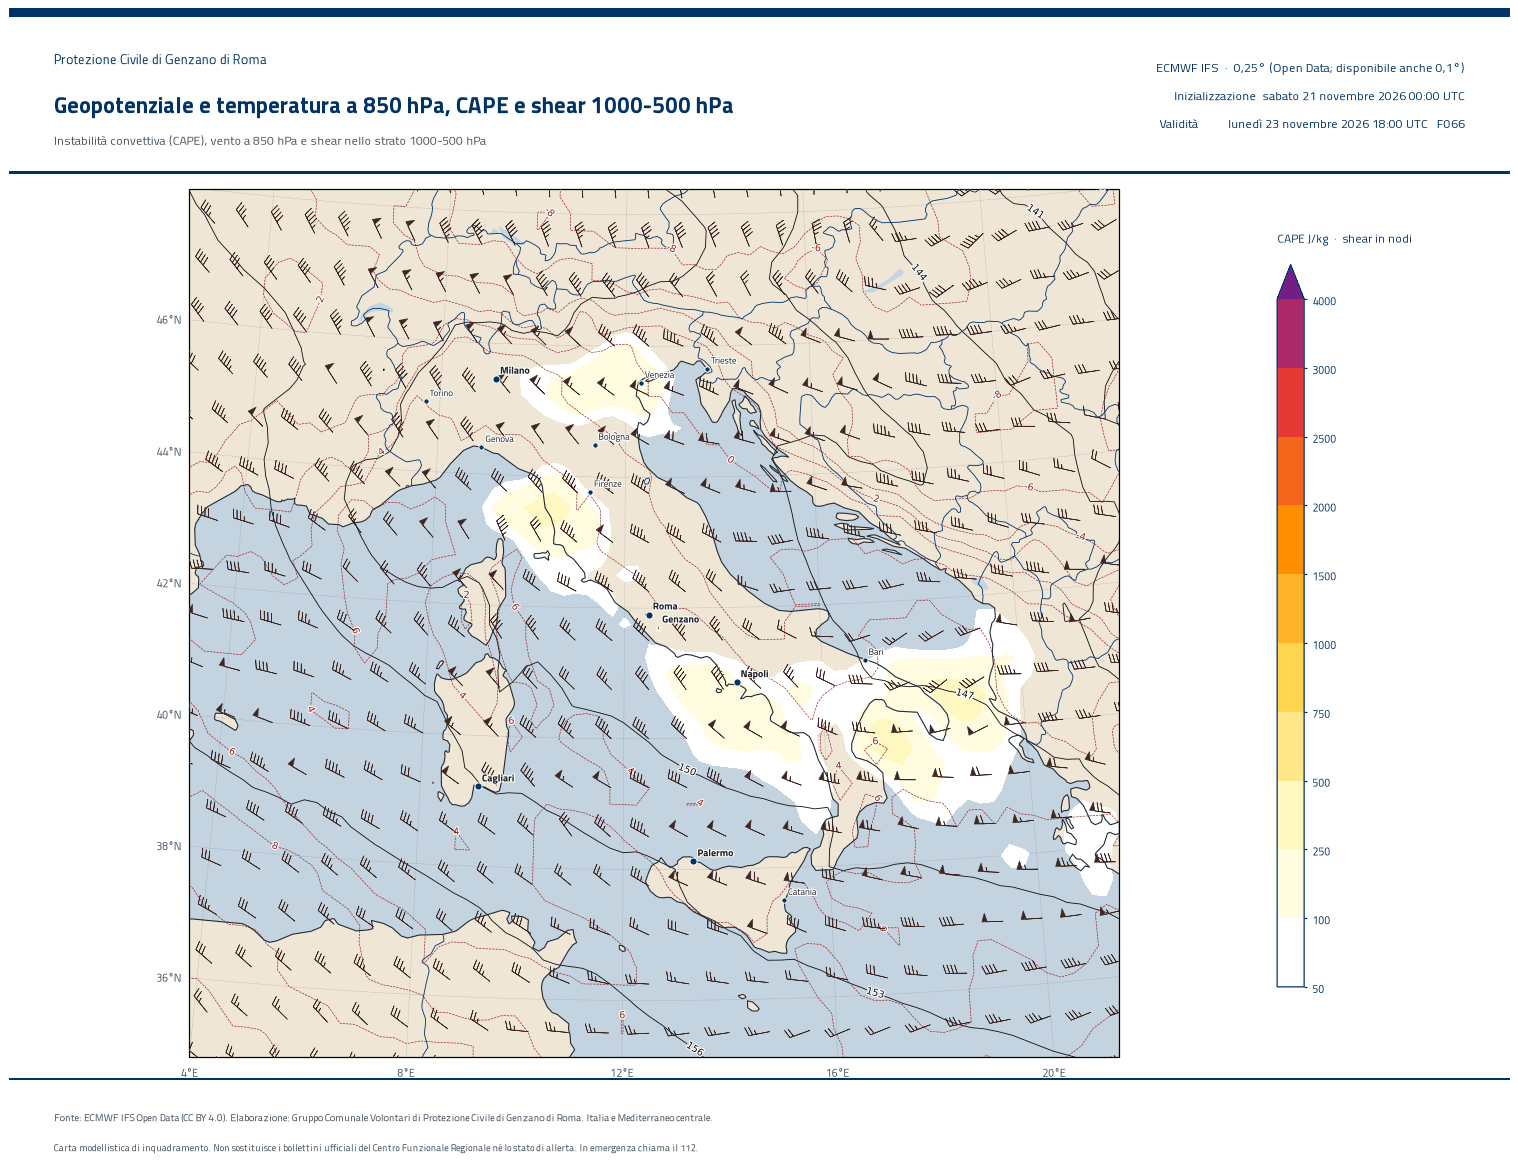 Protezione Civile di Genzano di Roma
Geopotenziale e temperatura a 850 hPa, CAPE e shear 1000-500 hPa
Instabilità convettiva (CAPE), vento a 850 hPa e shear nello strato 1000-500 hPa
ECMWF IFS · 0,25° (Open Data; disponibile anche 0,1°)
Inizializzazione sabato 21 novembre 2026 00:00 UTC
Validità lunedì 23 novembre 2026 18:00 UTC F066
CAPE J/kg · shear in nodi
4000
3000
2500
2000
1500
1000
750
500
250
100
50
46°N
44°N
42°N
40°N
38°N
36°N
4°E
8°E
12°E
16°E
20°E
Milano
Torino
Venezia
Trieste
Genova
Bologna
Firenze
Roma
Genzano
Napoli
Bari
Cagliari
Palermo
Catania
141
144
147
150
153
156
Fonte: ECMWF IFS Open Data (CC BY 4.0). Elaborazione: Gruppo Comunale Volontari di Protezione Civile di Genzano di Roma. Italia e Mediterraneo centrale.
Carta modellistica di inquadramento. Non sostituisce i bollettini ufficiali del Centro Funzionale Regionale né lo stato di allerta. In emergenza chiama il 112.